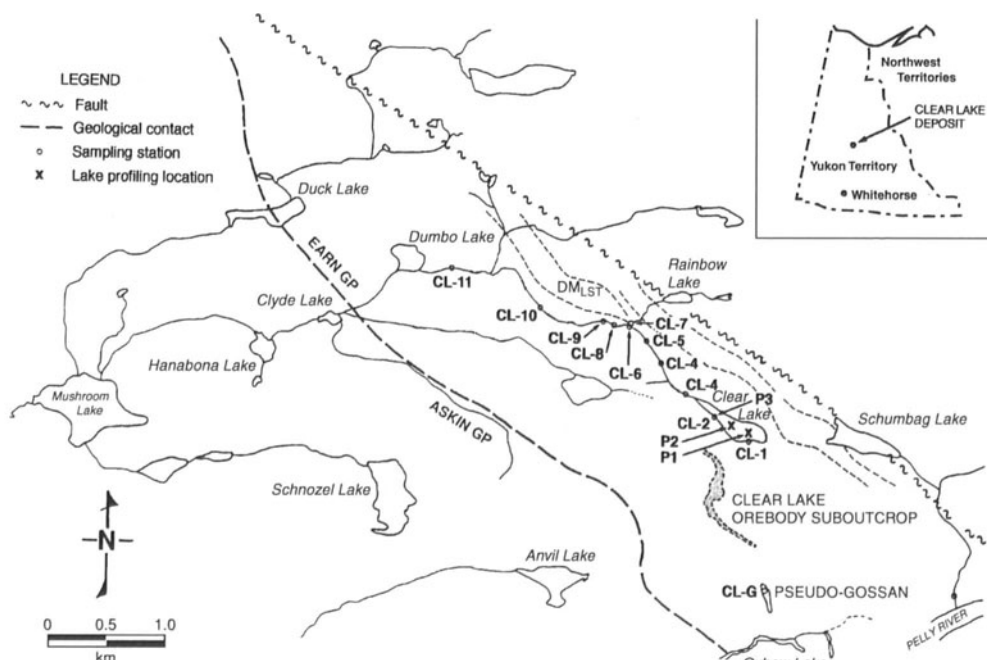 LEGEND
Fault
Geological contact
Sampling station
Lake profiling location
Northwest
Territories
CLEAR LAKE
DEPOSIT
Yukon Territory
Whitehorse
Duck Lake
Dumbo Lake
EARN GP
CL-11
DM LST
Rainbow
Lake
Clyde Lake
CL-10
CL-9
CL-8
CL-6
CL-7
CL-5
CL-4
Hanabona Lake
CL-4
Mushroom
Lake
Clear
Lake
P3
CL-2
P2
P1
CL-1
Schumbag Lake
ASKIN GP
Schnozel Lake
CLEAR LAKE
OREBODY SUBOUTCROP
N
Anvil Lake
CL-G
PSEUDO-GOSSAN
PELLY RIVER
0 0.5 1.0
km